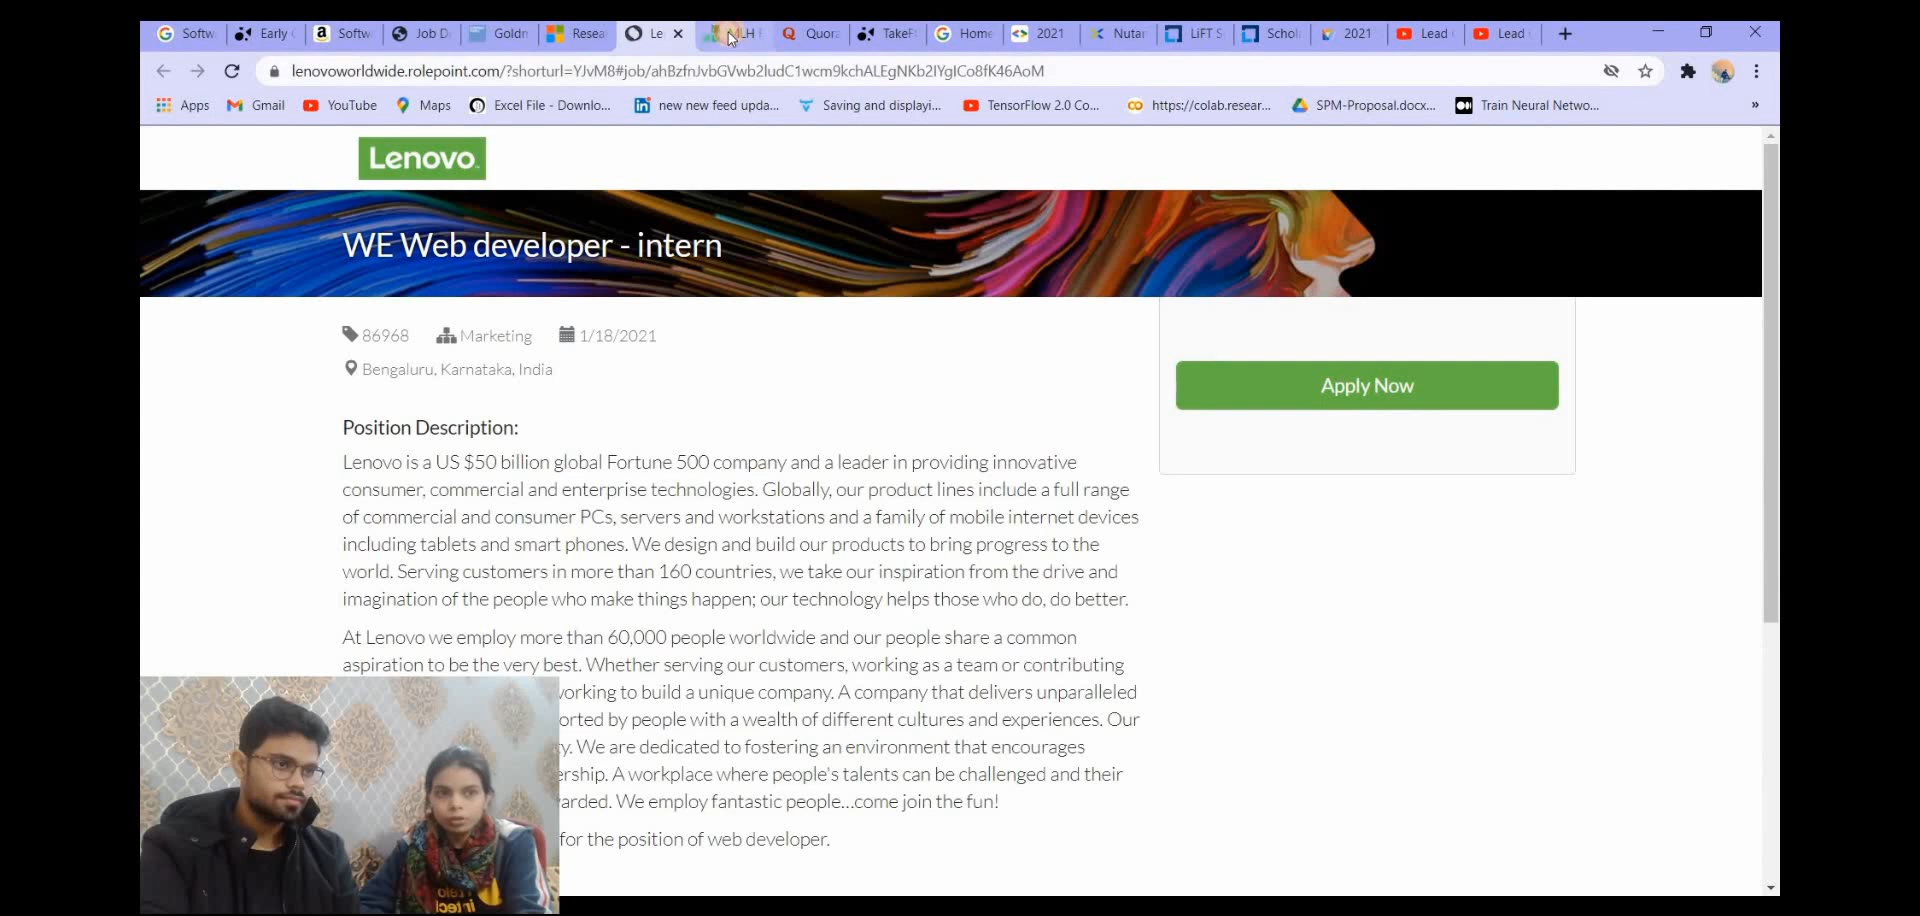 Softw Early Softw Job D Goldm Resea Le MLH F Quora TakeF Home 2021 Nutan LiFT S Schol 2021 Lead Lead
lenovoworldwide.rolepoint.com/?shorturl=YJvM8#job/ahBzfnJvbGVwb2ludC1wcm9kchALEgNKb2IYgICo8fK46AoM
Apps Gmail YouTube Maps Excel File - Downlo... new new feed upda... Saving and displayi... TensorFlow 2.0 Co... https://colab.resear... SPM-Proposal.docx... Train Neural Netwo... »
Lenovo
WE Web developer - intern
86968 Marketing 1/18/2021
Bengaluru, Karnataka, India
Apply Now
Position Description:
Lenovo is a US $50 billion global Fortune 500 company and a leader in providing innovative
consumer, commercial and enterprise technologies. Globally, our product lines include a full range
of commercial and consumer PCs, servers and workstations and a family of mobile internet devices
including tablets and smart phones. We design and build our products to bring progress to the
world. Serving customers in more than 160 countries, we take our inspiration from the drive and
imagination of the people who make things happen; our technology helps those who do, do better.
At Lenovo we employ more than 60,000 people worldwide and our people share a common
aspiration to be the very best. Whether serving our customers, working as a team or contributing
working to build a unique company. A company that delivers unparalleled
orted by people with a wealth of different cultures and experiences. Our
y. We are dedicated to fostering an environment that encourages
ership. A workplace where people's talents can be challenged and their
arded. We employ fantastic people...come join the fun!
for the position of web developer.